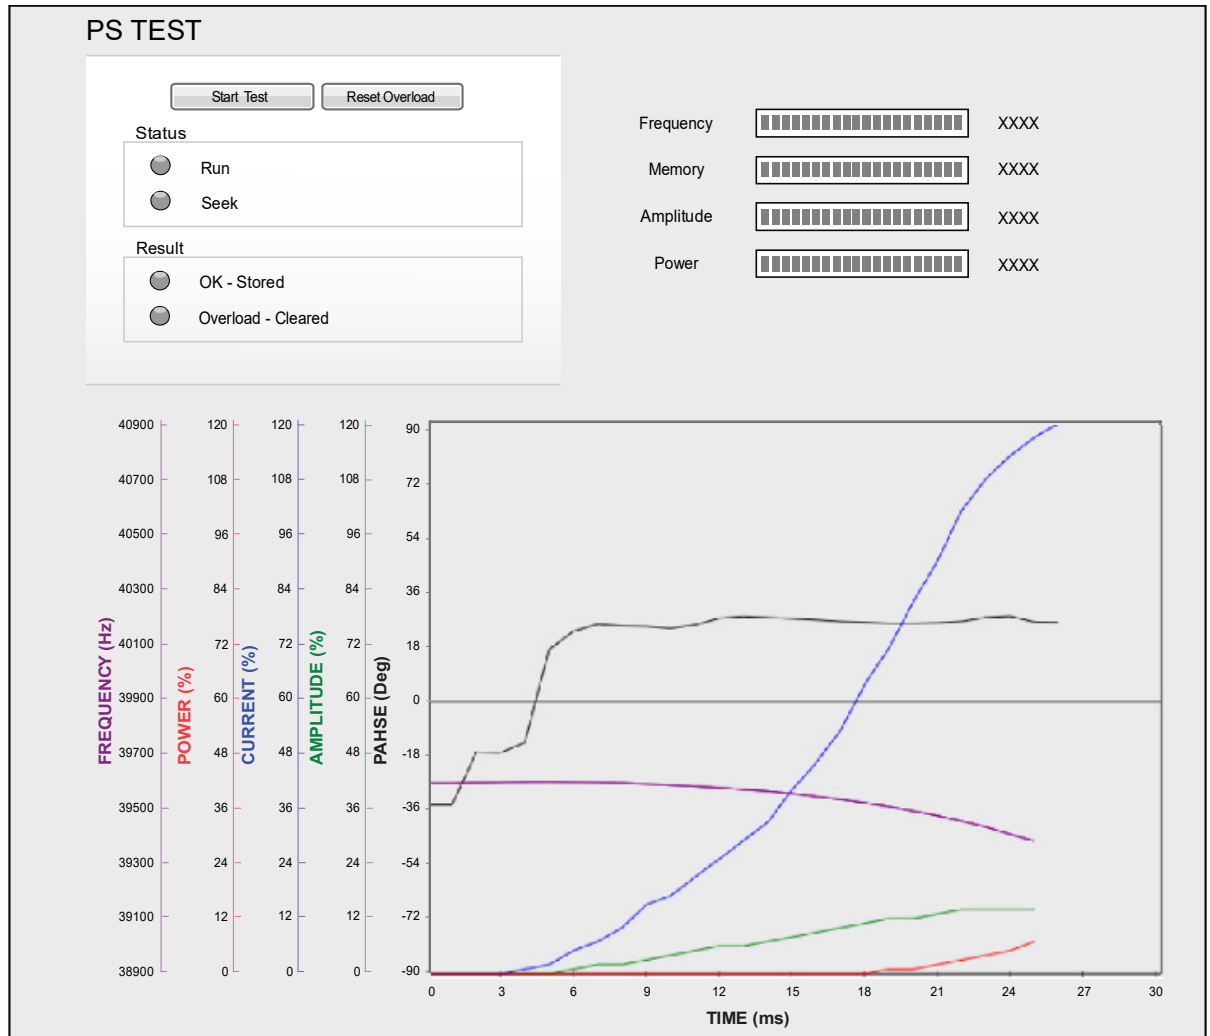 PS TEST
Start Test
Reset Overload
Status
Run
Seek
Result
OK - Stored
Overload - Cleared
Frequency XXXX
Memory XXXX
Amplitude XXXX
Power XXXX
40900 120 120 120 90
40700 108 108 108 72
40500 96 96 96 54
40300 84 84 84 36
40100 72 72 72 18
39900 60 60 60 0
39700 48 48 48 -18
39500 36 36 36 -36
39300 24 24 24 -54
39100 12 12 12 -72
38900 0 0 0 -90
FREQUENCY (Hz)
POWER (%)
CURRENT (%)
AMPLITUDE (%)
PAHSE (Deg)
0 3 6 9 12 15 18 21 24 27 30
TIME (ms)